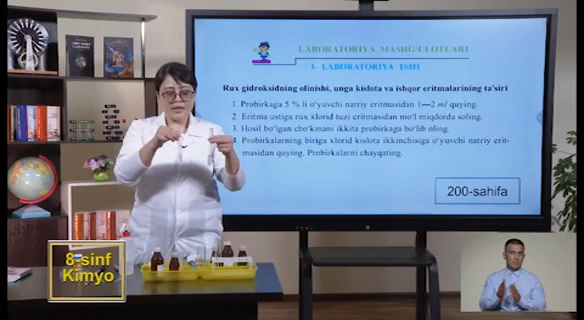 LABORATORIYA MASHG'ULOTLARI
1- LABORATORIYA ISHI
Rux gidroksidning olinishi, unga kislota va ishqor eritmalarining ta'siri
1. Probirkaga 5 % li o'yuvchi natriy eritmasidan 1—2 ml quying.
2. Eritma ustiga rux xlorid tuzi eritmasidan mo'l miqdorda soling.
3. Hosil bo'lgan cho'kmani ikkita probirkaga bo'lib oling.
4. Probirkalarning biriga xlorid kislota ikkinchisiga o'yuvchi natriy erit-
masidan quying. Probirkalarni chayqating.
200-sahifa
8-sinf
Kimyo